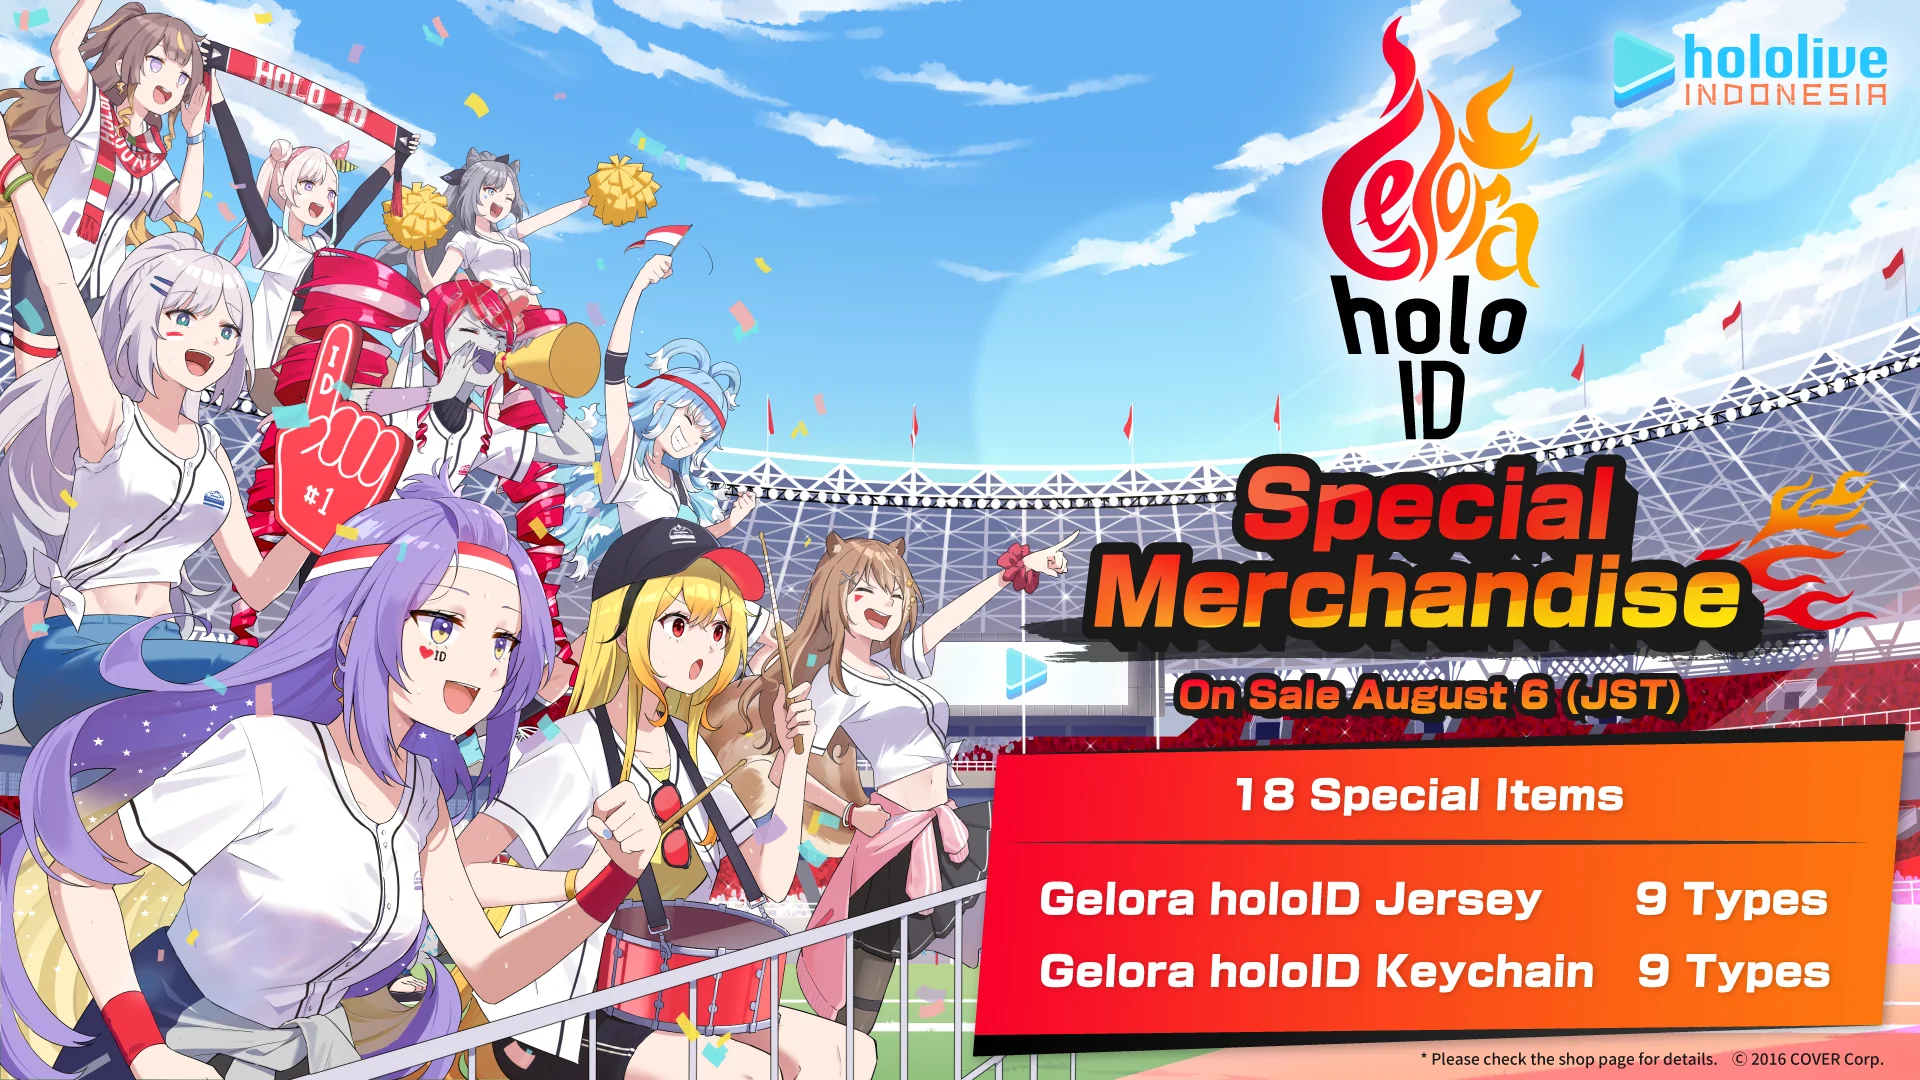 HOLO ID
ID
#1
ID
Gelora
holo
ID
hololive
INDONESIA
Special
Merchandise
On Sale August 6 (JST)
18 Special Items
Gelora holoID Jersey 9 Types
Gelora holoID Keychain 9 Types
* Please check the shop page for details. © 2016 COVER Corp.